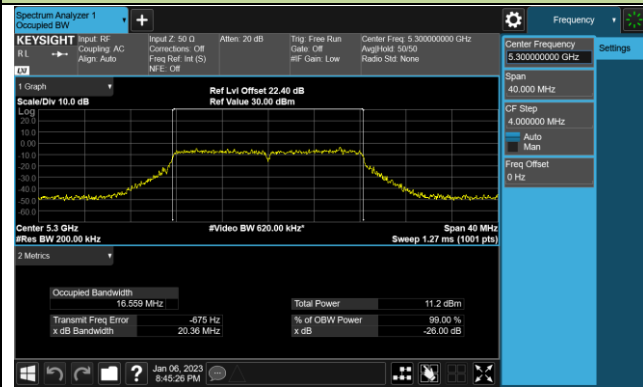 Spectrum Analyzer 1
Occupied BW
Frequency
KEYSIGHT
RL
LXI
Input: RF
Coupling: AC
Align: Auto
Input Z: 50 Ω
Corrections: Off
Freq Ref: Int (S)
NFE: Off
Atten: 20 dB
Trig: Free Run
Gate: Off
#IF Gain: Low
Center Freq: 5.300000000 GHz
Avg|Hold: 50/50
Radio Std: None
Center Frequency
5.300000000 GHz
Settings
Span
40.000 MHz
CF Step
4.000000 MHz
Auto
Man
Freq Offset
0 Hz
1 Graph
Scale/Div 10.0 dB
Ref Lvl Offset 22.40 dB
Ref Value 30.00 dBm
Log
20.0
10.0
0.00
-10.0
-20.0
-30.0
-40.0
-50.0
-60.0
Center 5.3 GHz
#Res BW 200.00 kHz
#Video BW 620.00 kHz*
Span 40 MHz
Sweep 1.27 ms (1001 pts)
2 Metrics
Occupied Bandwidth
16.559 MHz
Total Power 11.2 dBm
Transmit Freq Error -675 Hz
% of OBW Power 99.00 %
x dB Bandwidth 20.36 MHz
x dB -26.00 dB
Jan 06, 2023
8:45:26 PM